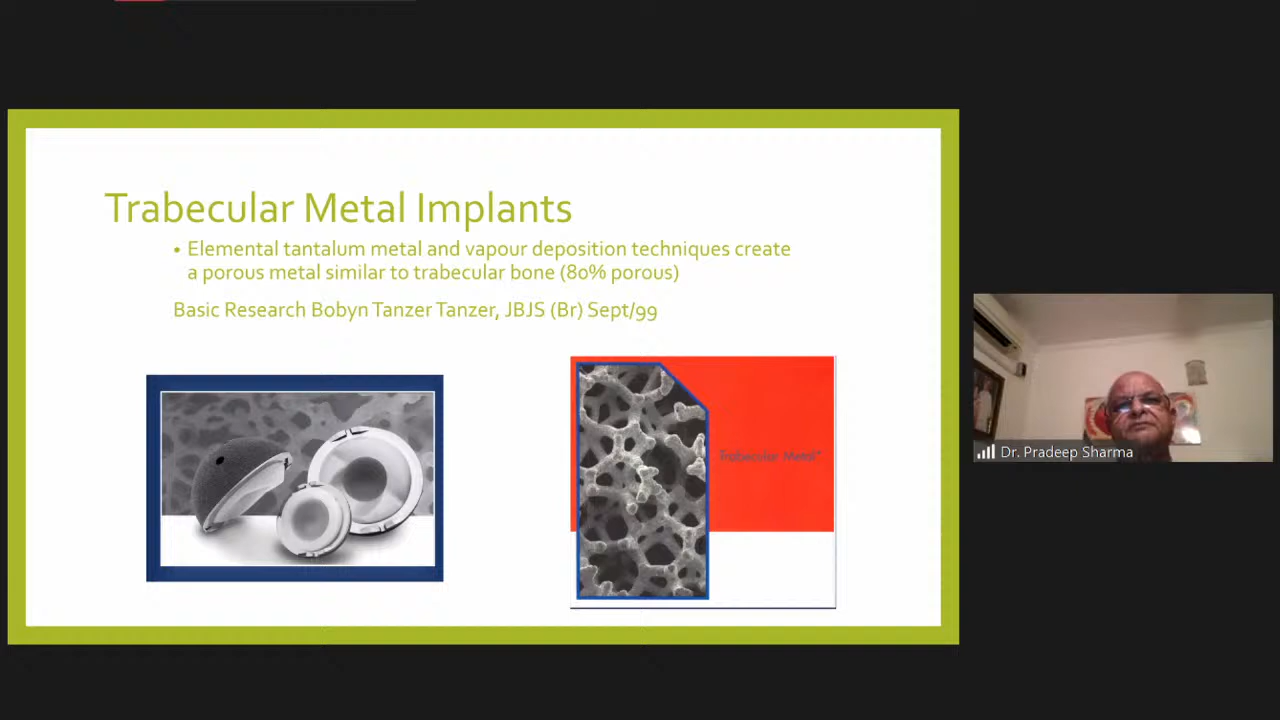 Trabecular Metal Implants
• Elemental tantalum metal and vapour deposition techniques create
a porous metal similar to trabecular bone (80% porous)
Basic Research Bobyn Tanzer Tanzer, JBJS (Br) Sept/99
Trabecular Metal™
Dr. Pradeep Sharma